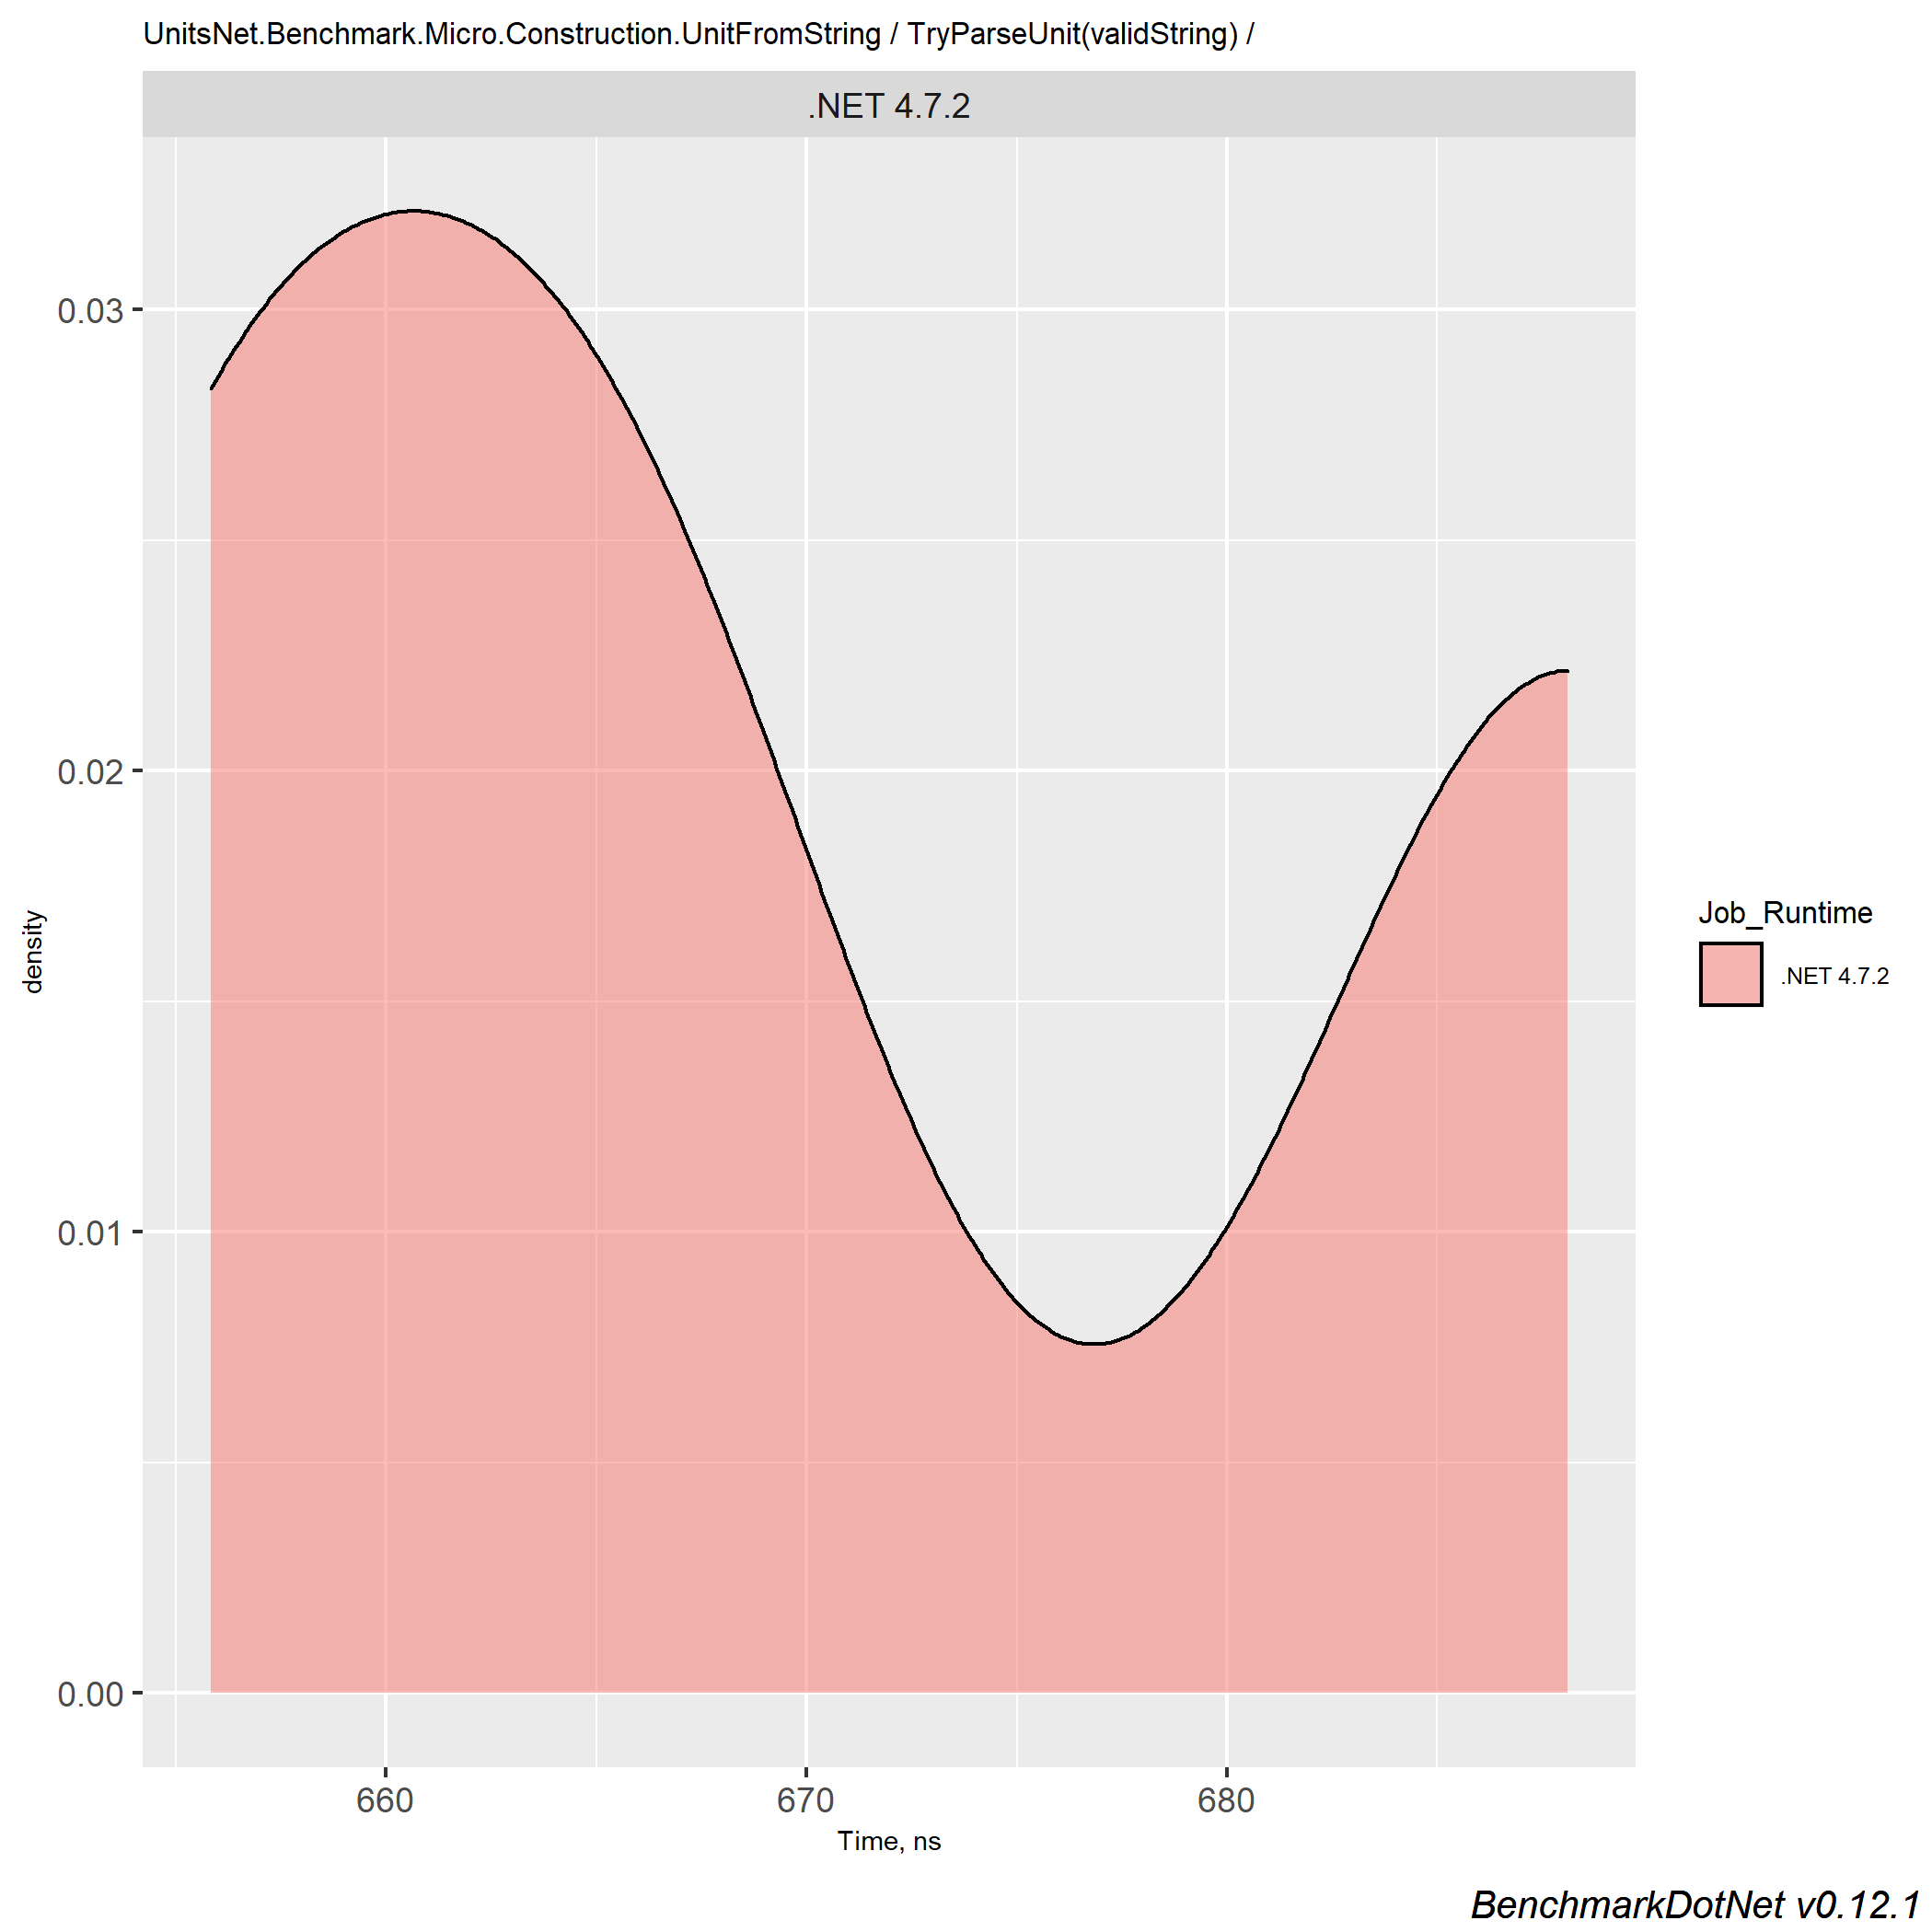 UnitsNet.Benchmark.Micro.Construction.UnitFromString / TryParseUnit(validString) /
.NET 4.7.2
0.03
0.02
0.01
0.00
density
660 670 680
Time, ns
Job_Runtime
.NET 4.7.2
BenchmarkDotNet v0.12.1